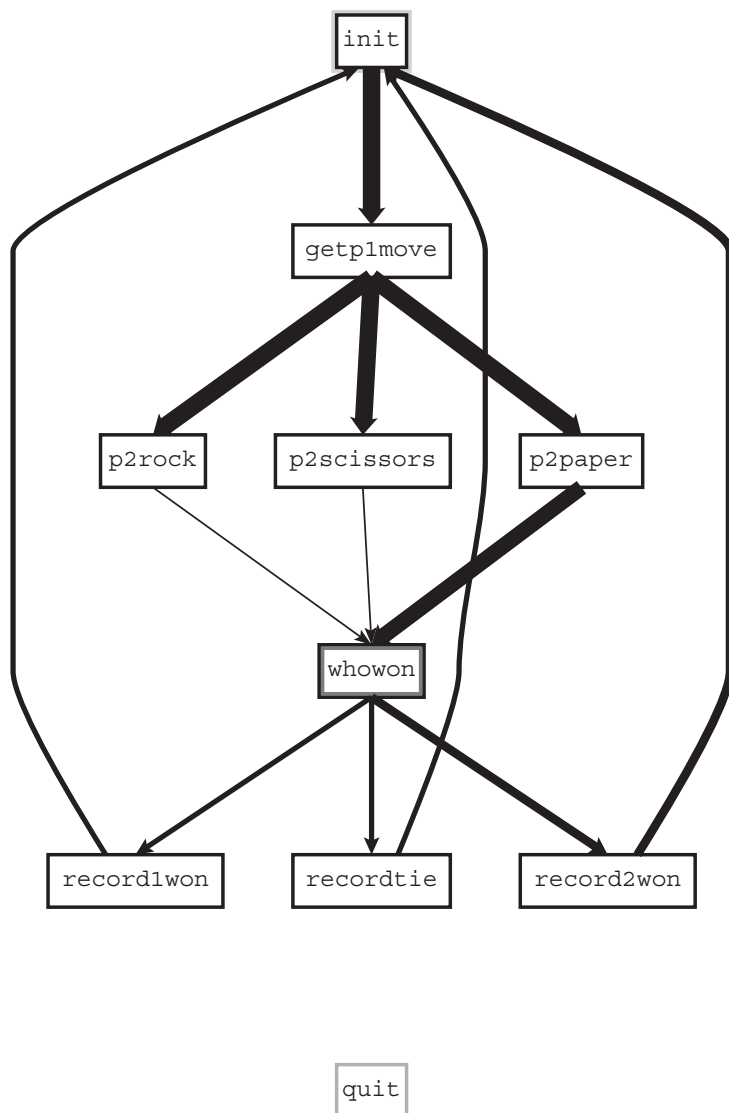 init
getp1move
p2rock
p2scissors
p2paper
whowon
record1won
recordtie
record2won
quit